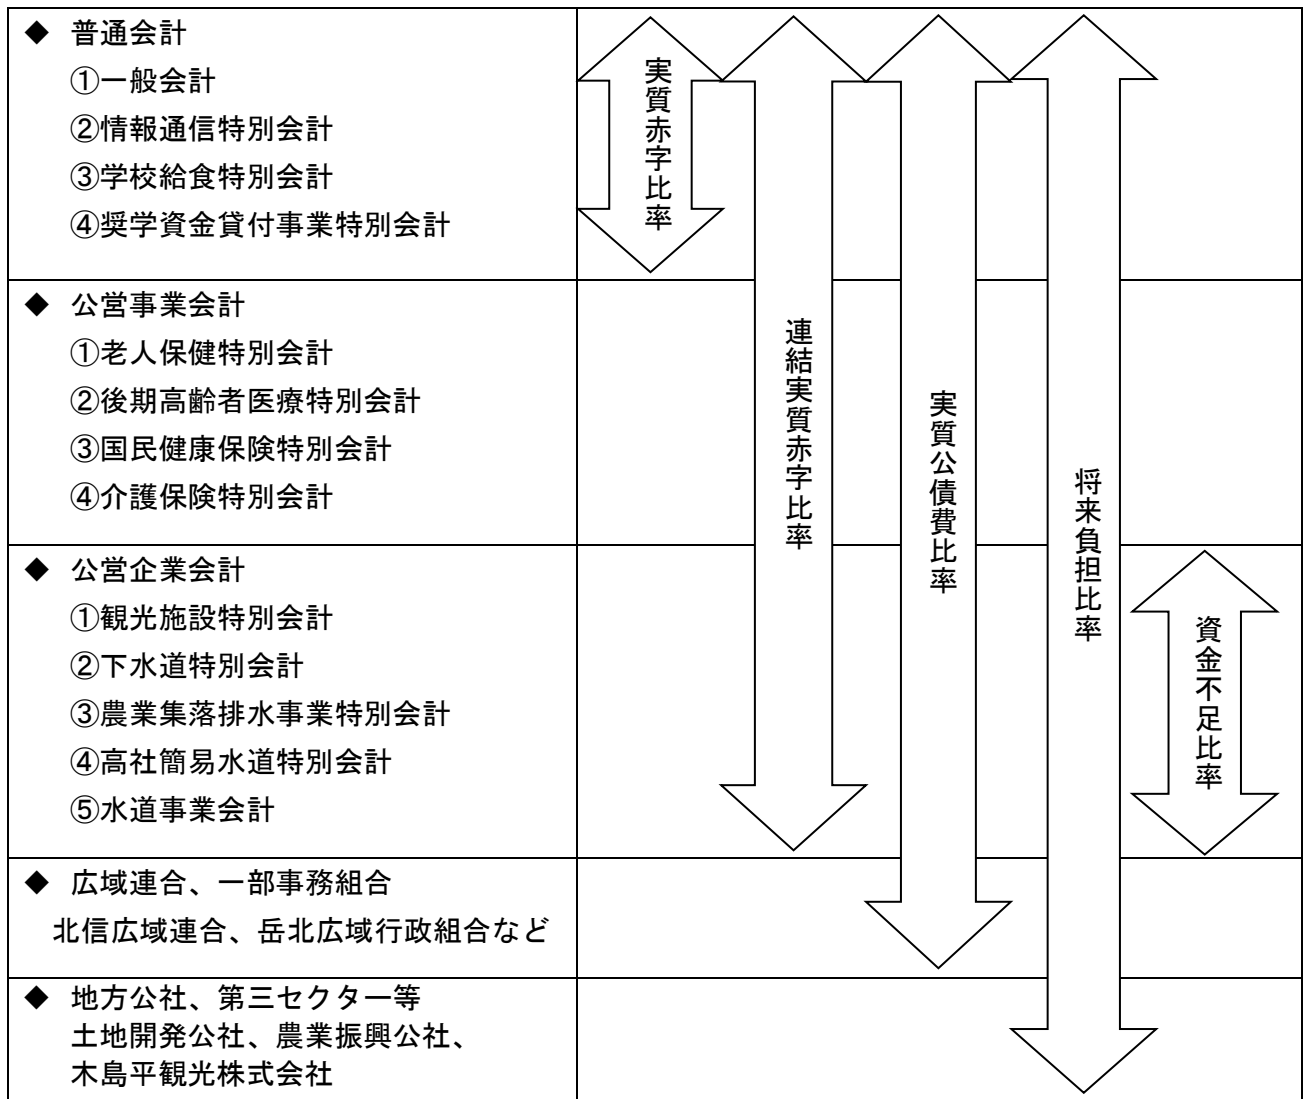 ◆ 普通会計
①一般会計
②情報通信特別会計
③学校給食特別会計
④奨学資金貸付事業特別会計
◆ 公営事業会計
①老人保健特別会計
②後期高齢者医療特別会計
③国民健康保険特別会計
④介護保険特別会計
◆ 公営企業会計
①観光施設特別会計
②下水道特別会計
③農業集落排水事業特別会計
④高社簡易水道特別会計
⑤水道事業会計
◆ 広域連合、一部事務組合
北信広域連合、岳北広域行政組合など
◆ 地方公社、第三セクター等
土地開発公社、農業振興公社、
木島平観光株式会社
実質赤字比率
連結実質赤字比率
実質公債費比率
将来負担比率
資金不足比率